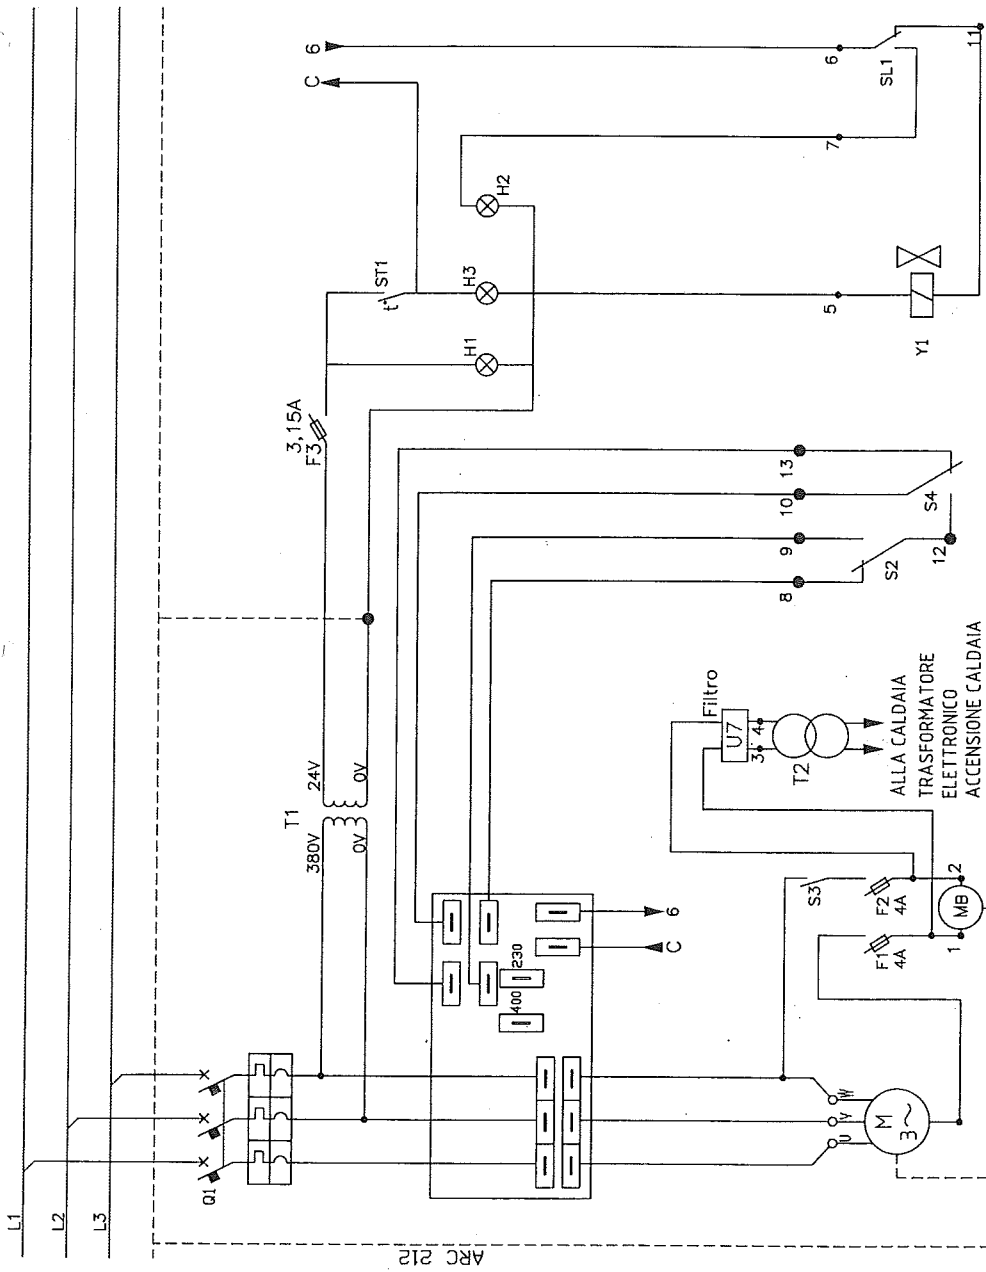 L1
L2
L3
Q1
ARC 212
T1
380V
24V
0V
0V
F3
3,15A
ST1
t°
H1
H3
H2
C
6
6
7
5
SL1
11
Y1
400
230
C
6
8
9
10
13
S2
S4
12
Filtro
U7
3
4
T2
ALLA CALDAIA
TRASFORMATORE
ELETTRONICO
ACCENSIONE CALDAIA
S3
F1
4A
F2
4A
1
2
MB
U
V
W
M
3~